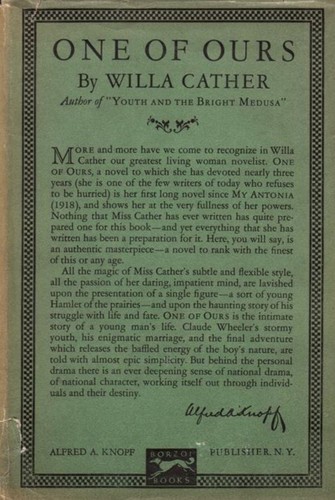 ONE OF OURS
By WILLA CATHER
Author of "YOUTH AND THE BRIGHT MEDUSA"
MORE and more have we come to recognize in Willa
Cather our greatest living woman novelist. ONE
OF OURS, a novel to which she has devoted nearly three
years (she is one of the few writers of today who refuses
to be hurried) is her first long novel since MY ANTONIA
(1918), and shows her at the very fullness of her powers.
Nothing that Miss Cather has ever written has quite pre-
pared one for this book—and yet everything that she has
written has been a preparation for it. Here, you will say, is
an authentic masterpiece—a novel to rank with the finest
of this or any age.
All the magic of Miss Cather's subtle and flexible style,
all the passion of her daring, impatient mind, are lavished
upon the presentation of a single figure—a sort of young
Hamlet of the prairies—and upon the haunting story of his
struggle with life and fate. ONE OF OURS is the intimate
story of a young man's life. Claude Wheeler's stormy
youth, his enigmatic marriage, and the final adventure
which releases the baffled energy of the boy's nature, are
told with almost epic simplicity. But behind the personal
drama there is an ever deepening sense of national drama,
of national character, working itself out through individ-
uals and their destiny.
Alfred A. Knopf
ALFRED A. KNOPF BORZOI BOOKS PUBLISHER, N. Y.